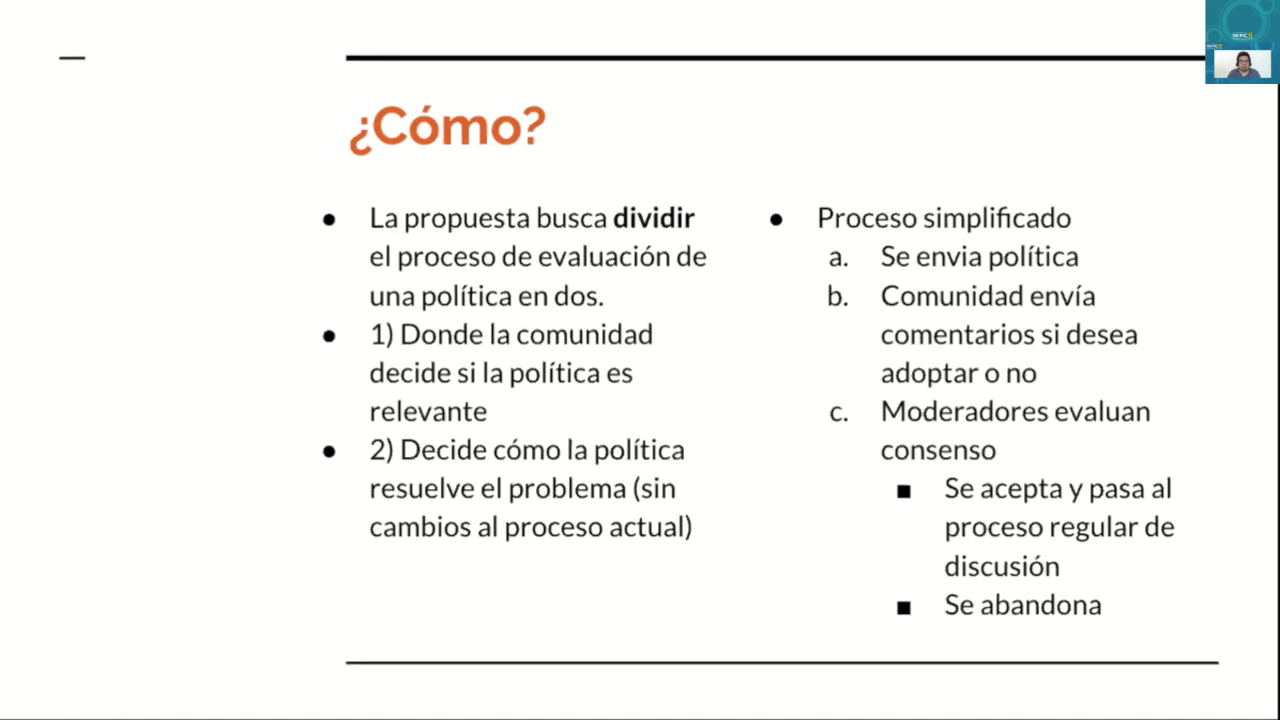 ¿Cómo?
● La propuesta busca dividir
el proceso de evaluación de
una política en dos.
● 1) Donde la comunidad
decide si la política es
relevante
● 2) Decide cómo la política
resuelve el problema (sin
cambios al proceso actual)
● Proceso simplificado
a. Se envia política
b. Comunidad envía
comentarios si desea
adoptar o no
c. Moderadores evaluan
consenso
■ Se acepta y pasa al
proceso regular de
discusión
■ Se abandona